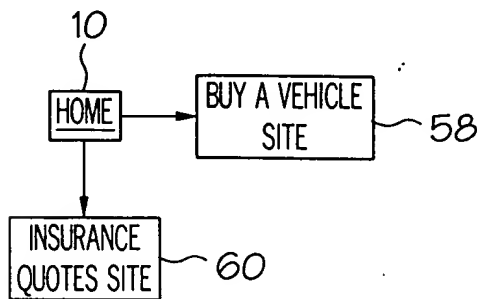 10
HOME
BUY A VEHICLE
SITE
58
INSURANCE
QUOTES SITE
60